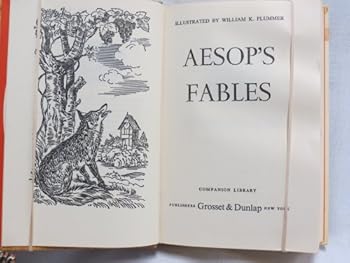 ILLUSTRATED BY WILLIAM K. PLUMMER
AESOP'S
FABLES
COMPANION LIBRARY
PUBLISHERS Grosset & Dunlap NEW YORK